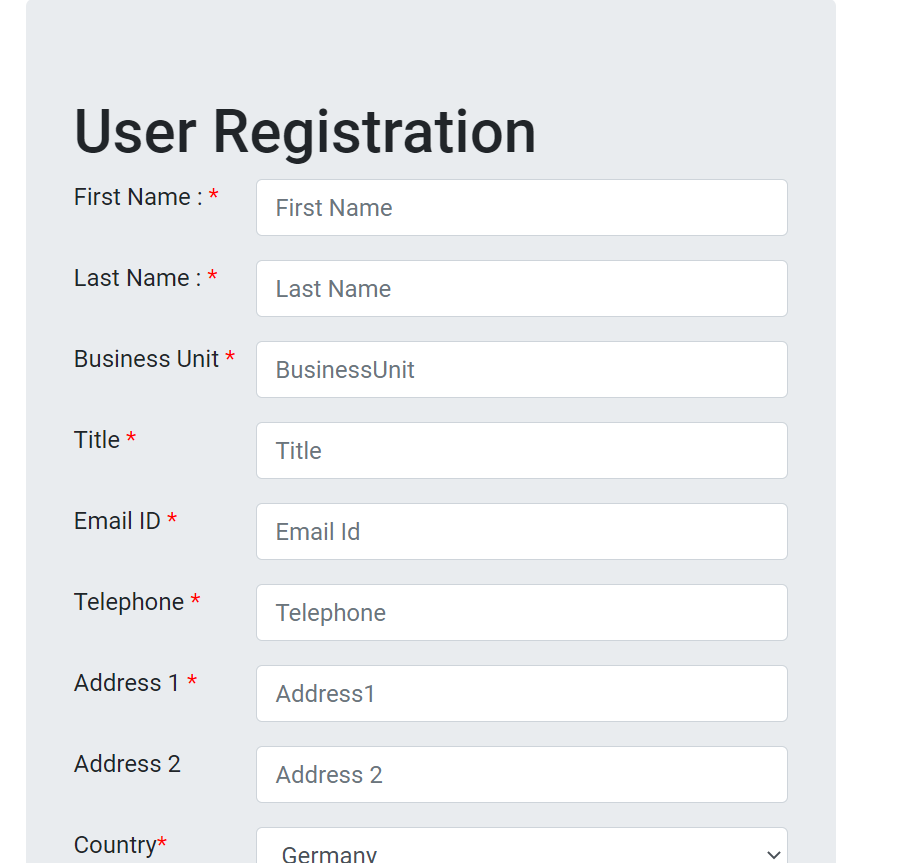 User Registration
First Name : * First Name
Last Name : * Last Name
Business Unit * BusinessUnit
Title * Title
Email ID * Email Id
Telephone * Telephone
Address 1 * Address1
Address 2 Address 2
Country* Germany